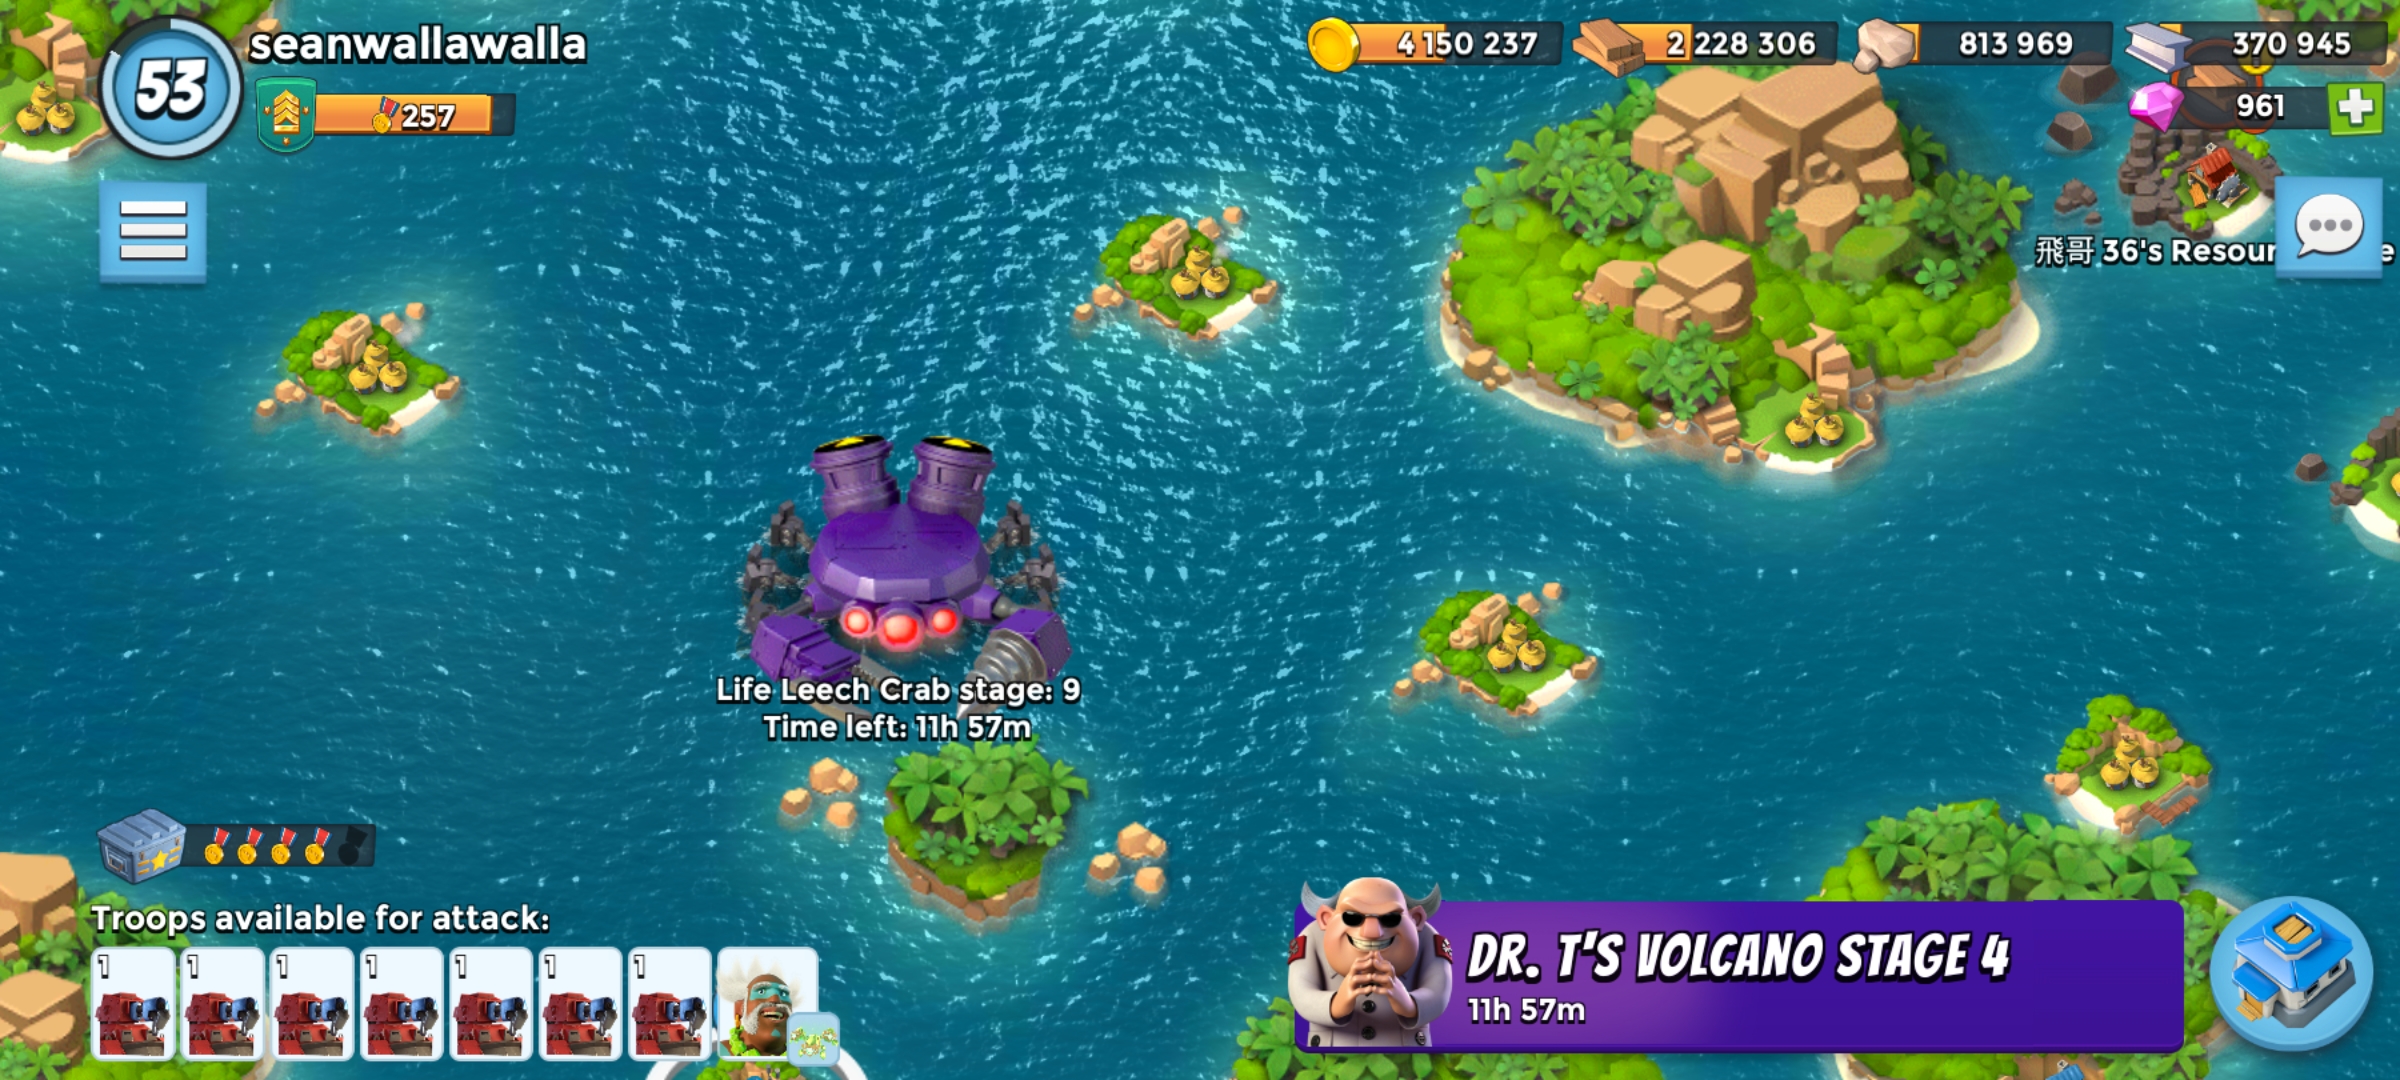 53
seanwallawalla
257
4 150 237
2 228 306
813 969
370 945
961
飛哥 36's
Life Leech Crab stage: 9
Time left: 11h 57m
Troops available for attack:
1 1 1 1 1 1 1
DR. T'S VOLCANO STAGE 4
11h 57m